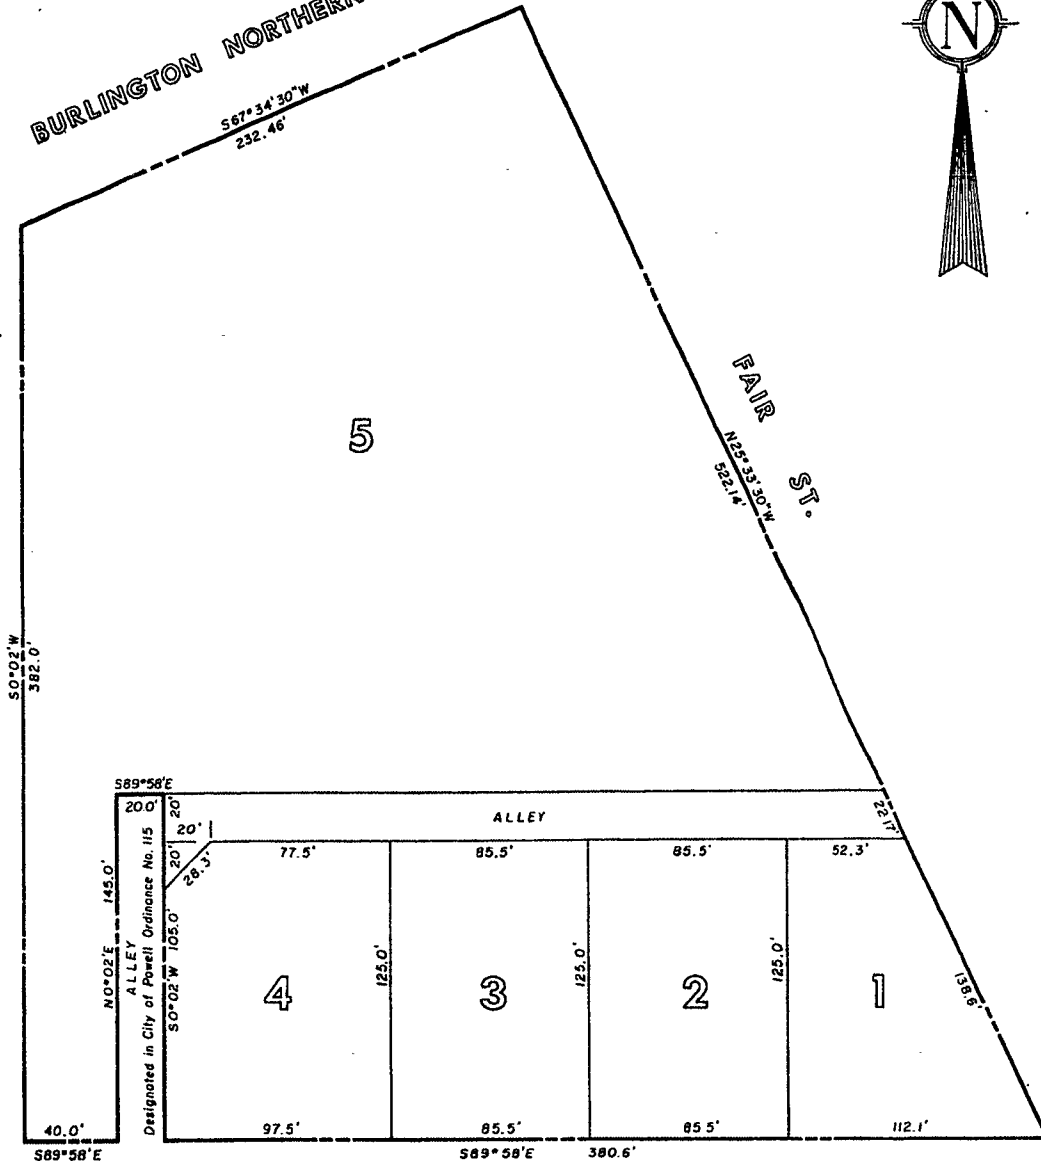 BURLINGTON NORTHERN
N
S67°34'30"W
232.46'
FAIR ST.
N25°33'30"W
522.14'
5
S0°02'W
382.0'
S89°58'E
20.0'
20'
ALLEY
22.17'
20'
20'
28.3'
77.5'
85.5'
85.5'
52.3'
N0°02'E 145.0'
ALLEY
Designated in City of Powell Ordinance No. 115
S0°02'W 105.0'
4
125.0'
3
125.0'
2
125.0'
1
138.6'
40.0'
S89°58'E
97.5'
85.5'
85.5'
112.1'
S89°58'E 380.6'